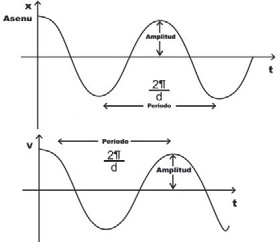 x
Asenu
Amplitud
t
2¶
d
Periodo
v
Periodo
2¶
d
Amplitud
t